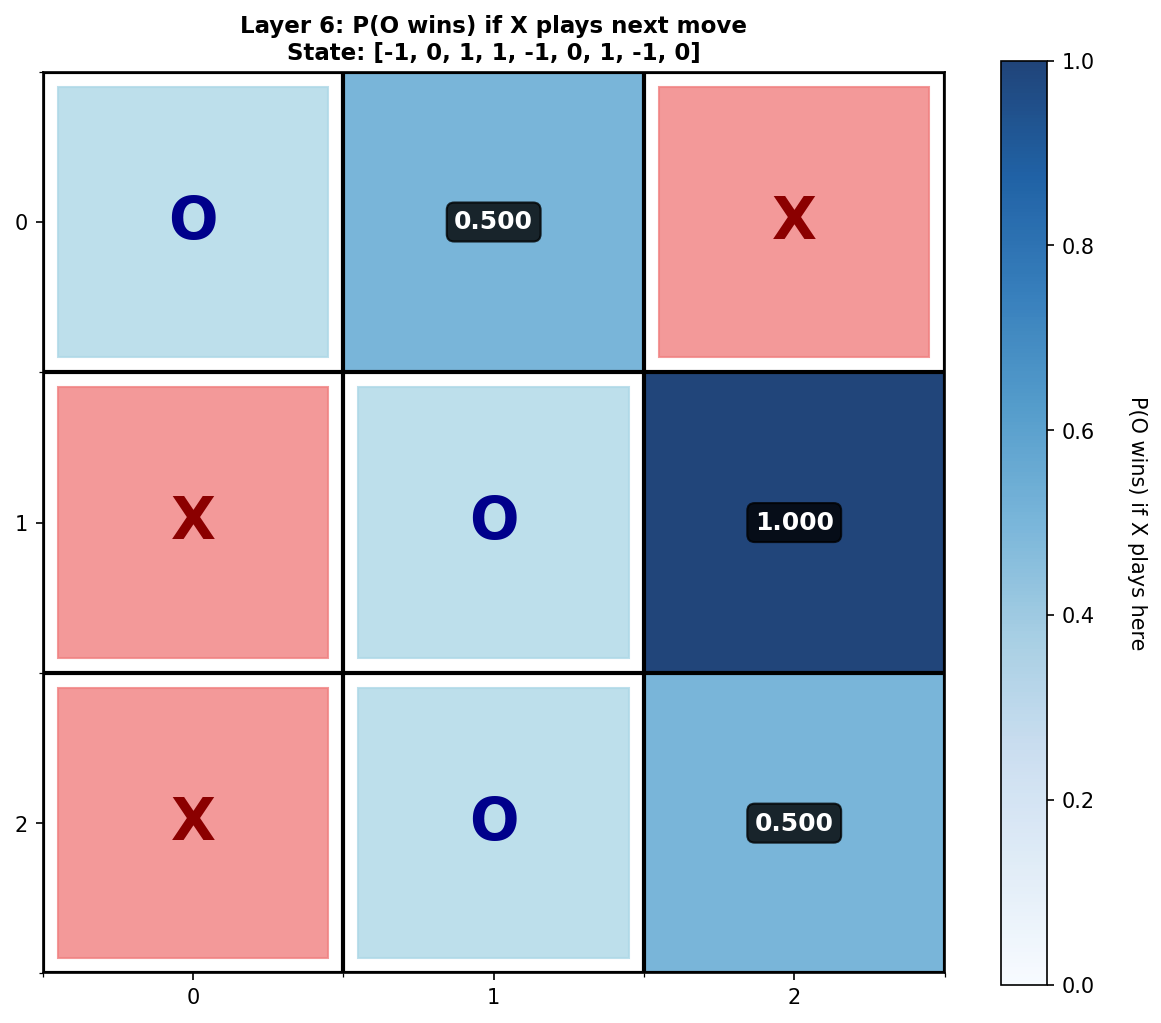 Layer 6: P(O wins) if X plays next move
State: [-1, 0, 1, 1, -1, 0, 1, -1, 0]
0
O
0.500
X
1
X
O
1.000
2
X
O
0.500
0
1
2
1.0
0.8
0.6
0.4
0.2
0.0
P(O wins) if X plays here